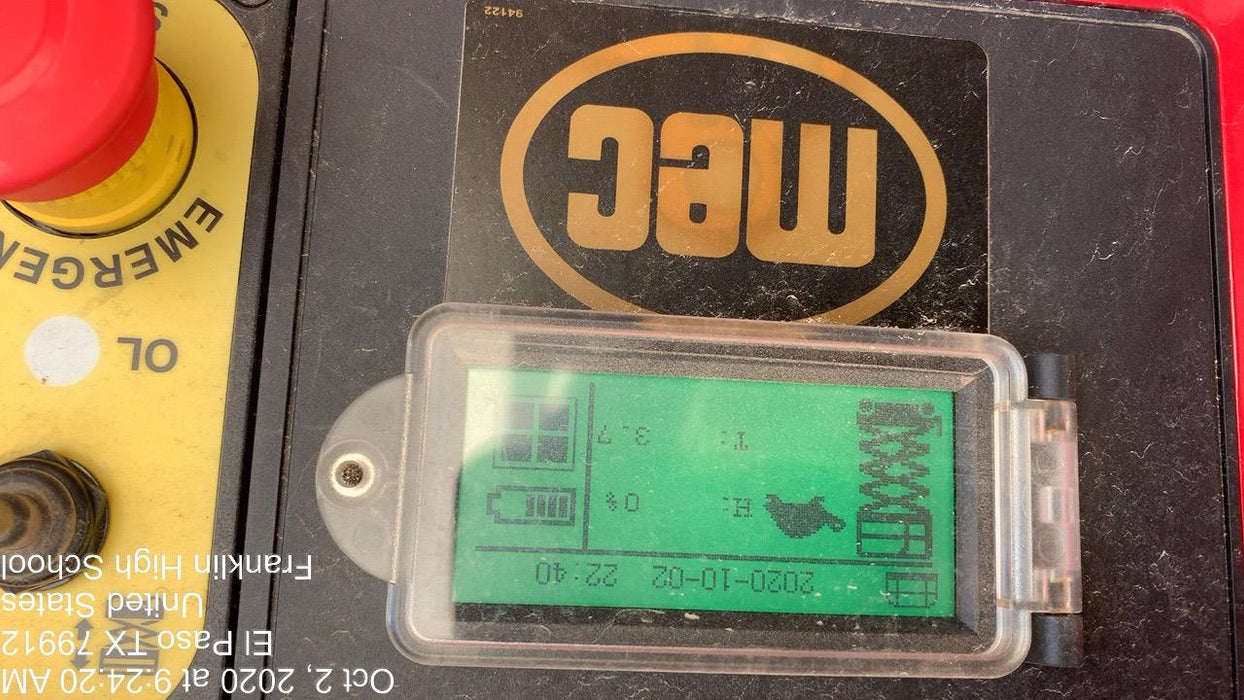 Oct 2, 2020 at 9:24:20 AM
El Paso TX 79912
United States
Franklin High School
2020-10-02 22:40
H: 0%
T: 3.7
OL
mec
94122